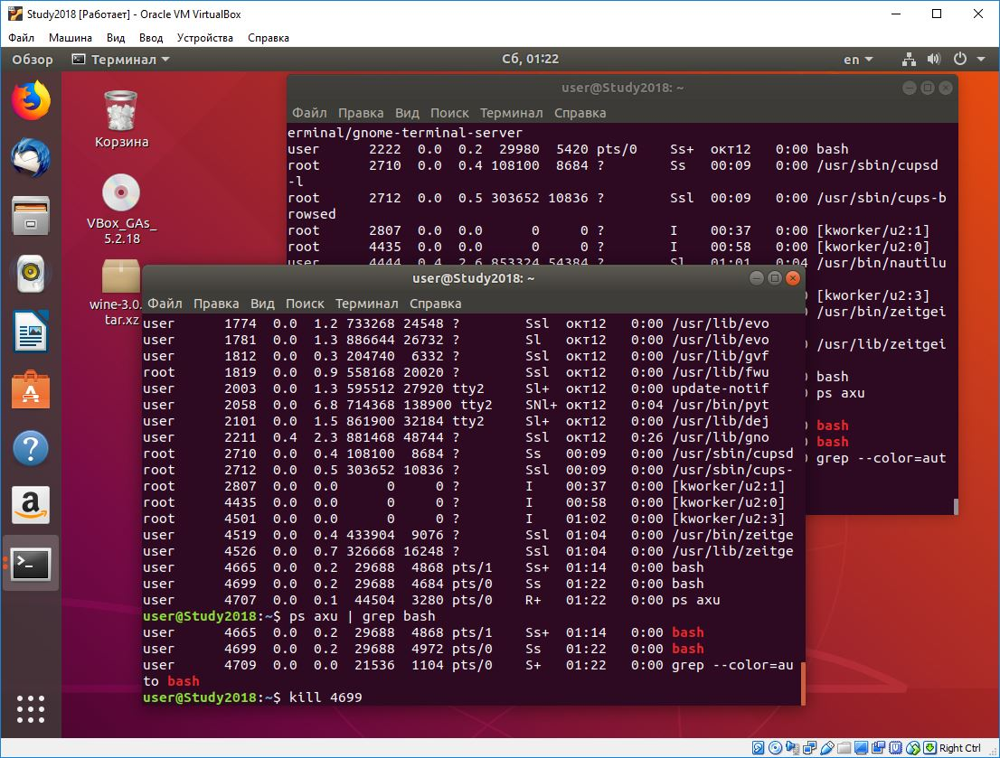 Study2018 [Работает] - Oracle VM VirtualBox
Файл Машина Вид Ввод Устройства Справка
Обзор Терминал Сб, 01:22 en
Корзина
VBox_GAs_
5.2.18
wine-3.0.
tar.xz
user@Study2018: ~
Файл Правка Вид Поиск Терминал Справка
erminal/gnome-terminal-server
user 2222 0.0 0.2 29980 5420 pts/0 Ss+ окт12 0:00 bash
root 2710 0.0 0.4 108100 8684 ? Ss 00:09 0:00 /usr/sbin/cupsd
-l
root 2712 0.0 0.5 303652 10836 ? Ssl 00:09 0:00 /usr/sbin/cups-b
rowsed
root 2807 0.0 0.0 0 0 ? I 00:37 0:00 [kworker/u2:1]
root 4435 0.0 0.0 0 0 ? I 00:58 0:00 [kworker/u2:0]
user 4444 0.4 2.6 853324 54384 ? Sl 01:01 0:04 /usr/bin/nautilu
[kworker/u2:3]
/usr/bin/zeitgei
/usr/lib/zeitgei
bash
ps axu
bash
bash
grep --color=aut
user@Study2018: ~
Файл Правка Вид Поиск Терминал Справка
user 1774 0.0 1.2 733268 24548 ? Ssl окт12 0:00 /usr/lib/evo
user 1781 0.0 1.3 886644 26732 ? Sl окт12 0:00 /usr/lib/evo
user 1812 0.0 0.3 204740 6332 ? Ssl окт12 0:00 /usr/lib/gvf
root 1819 0.0 0.9 558168 20020 ? Ssl окт12 0:00 /usr/lib/fwu
user 2003 0.0 1.3 595512 27920 tty2 Sl+ окт12 0:00 update-notif
user 2058 0.0 6.8 714368 138900 tty2 SNl+ окт12 0:04 /usr/bin/pyt
user 2101 0.0 1.5 861900 32184 tty2 Sl+ окт12 0:00 /usr/lib/dej
user 2211 0.4 2.3 881468 48744 ? Ssl окт12 0:26 /usr/lib/gno
root 2710 0.0 0.4 108100 8684 ? Ss 00:09 0:00 /usr/sbin/cupsd
root 2712 0.0 0.5 303652 10836 ? Ssl 00:09 0:00 /usr/sbin/cups-
root 2807 0.0 0.0 0 0 ? I 00:37 0:00 [kworker/u2:1]
root 4435 0.0 0.0 0 0 ? I 00:58 0:00 [kworker/u2:0]
root 4501 0.0 0.0 0 0 ? I 01:02 0:00 [kworker/u2:3]
user 4519 0.0 0.4 433904 9076 ? Ssl 01:04 0:00 /usr/bin/zeitge
user 4526 0.0 0.7 326668 16248 ? Ssl 01:04 0:00 /usr/lib/zeitge
user 4665 0.0 0.2 29688 4868 pts/1 Ss+ 01:14 0:00 bash
user 4699 0.0 0.2 29688 4684 pts/0 Ss 01:22 0:00 bash
user 4707 0.0 0.1 44504 3280 pts/0 R+ 01:22 0:00 ps axu
user@Study2018:~$ ps axu | grep bash
user 4665 0.0 0.2 29688 4868 pts/1 Ss+ 01:14 0:00 bash
user 4699 0.0 0.2 29688 4972 pts/0 Ss 01:22 0:00 bash
user 4709 0.0 0.0 21536 1104 pts/0 S+ 01:22 0:00 grep --color=au
to bash
user@Study2018:~$ kill 4699
Right Ctrl